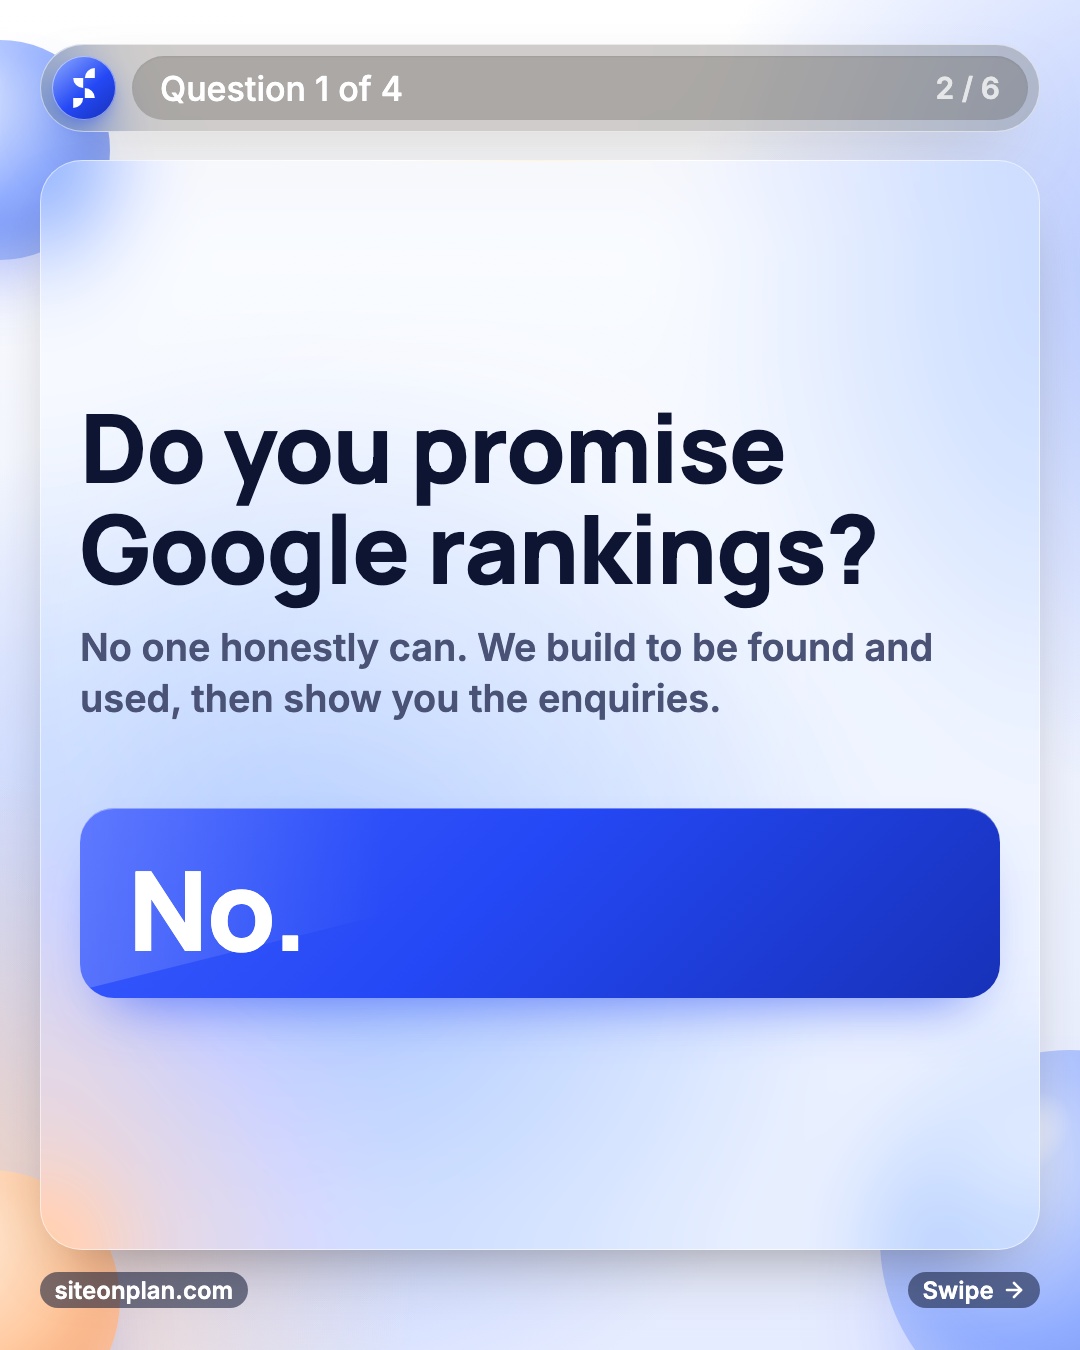 Question 1 of 4
2 / 6
Do you promise
Google rankings?
No one honestly can. We build to be found and
used, then show you the enquiries.
No.
siteonplan.com
Swipe →